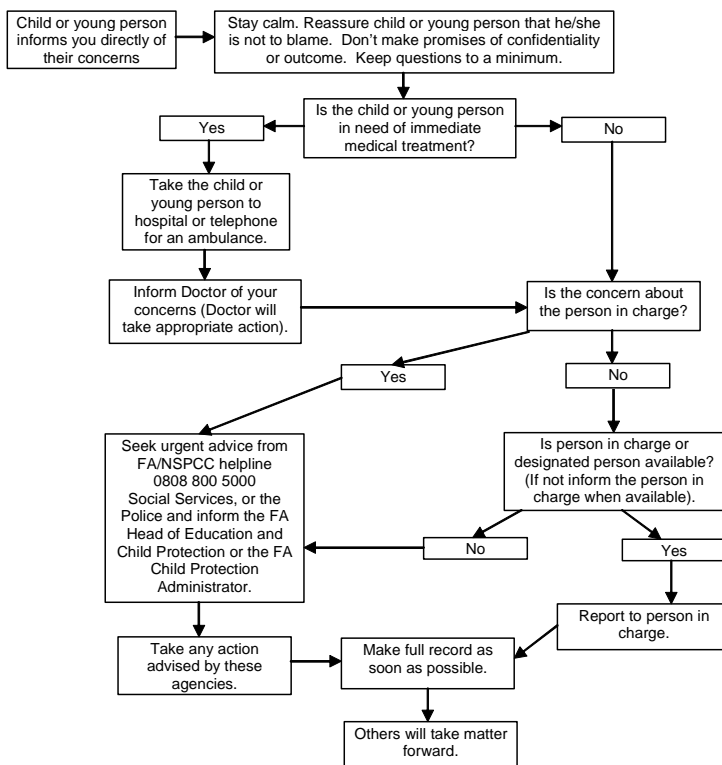 Child or young person
informs you directly of
their concerns
Stay calm. Reassure child or young person that he/she
is not to blame.  Don't make promises of confidentiality
or outcome.  Keep questions to a minimum.
Is the child or young person
in need of immediate
medical treatment?
Yes
No
Take the child or
young person to
hospital or telephone
for an ambulance.
Inform Doctor of your
concerns (Doctor will
take appropriate action).
Is the concern about
the person in charge?
Yes
No
Seek urgent advice from
FA/NSPCC helpline
0808 800 5000
Social Services, or the
Police and inform the FA
Head of Education and
Child Protection or the FA
Child Protection
Administrator.
Is person in charge or
designated person available?
(If not inform the person in
charge when available).
No
Yes
Report to person in
charge.
Take any action
advised by these
agencies.
Make full record as
soon as possible.
Others will take matter
forward.